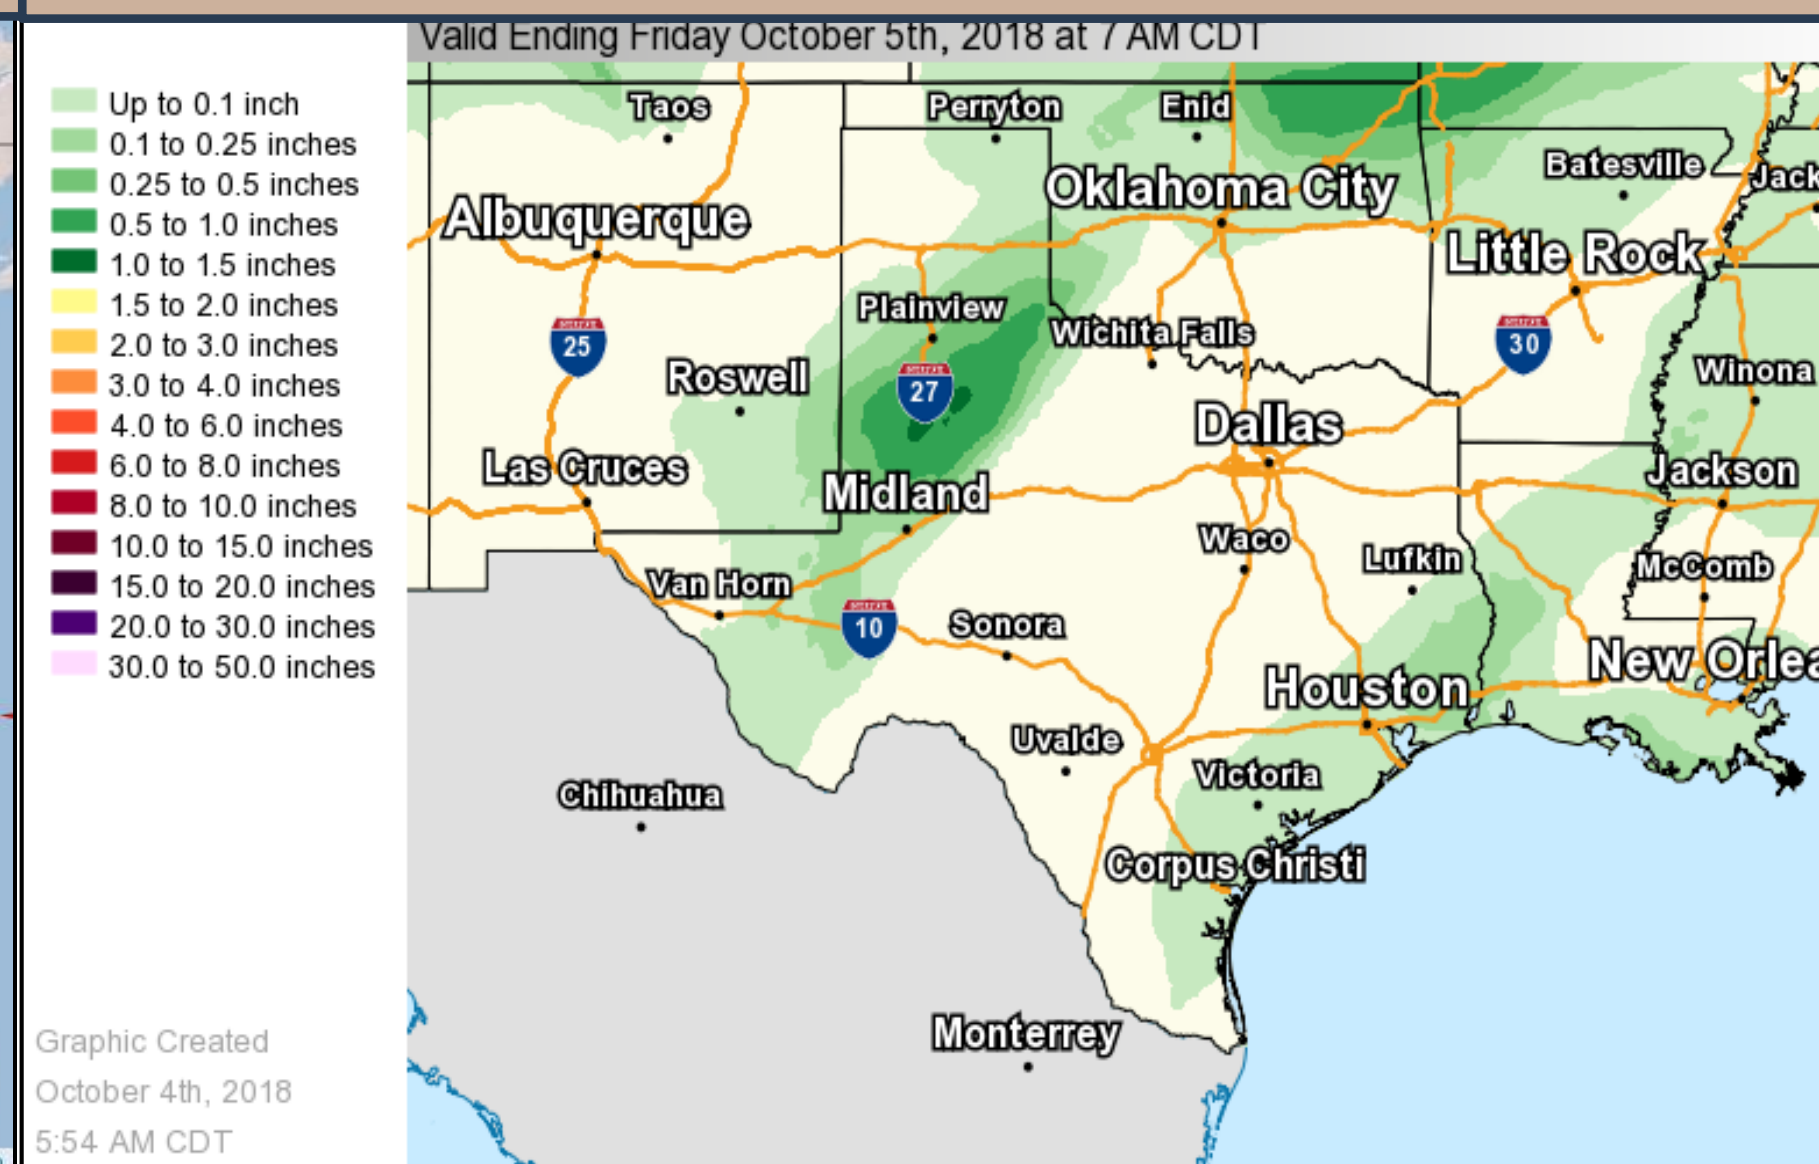 Valid Ending Friday October 5th, 2018 at 7 AM CDT
Up to 0.1 inch
0.1 to 0.25 inches
0.25 to 0.5 inches
0.5 to 1.0 inches
1.0 to 1.5 inches
1.5 to 2.0 inches
2.0 to 3.0 inches
3.0 to 4.0 inches
4.0 to 6.0 inches
6.0 to 8.0 inches
8.0 to 10.0 inches
10.0 to 15.0 inches
15.0 to 20.0 inches
20.0 to 30.0 inches
30.0 to 50.0 inches
Graphic Created
October 4th, 2018
5:54 AM CDT
Taos
Perryton
Enid
Batesville
Jack
Oklahoma City
Albuquerque
Little Rock
Plainview
Wichita Falls
25
30
Roswell
27
Winona
Dallas
Las Cruces
Jackson
Midland
Waco
Lufkin
McComb
Van Horn
10
Sonora
New Orlea
Houston
Uvalde
Victoria
Chihuahua
Corpus Christi
Monterrey